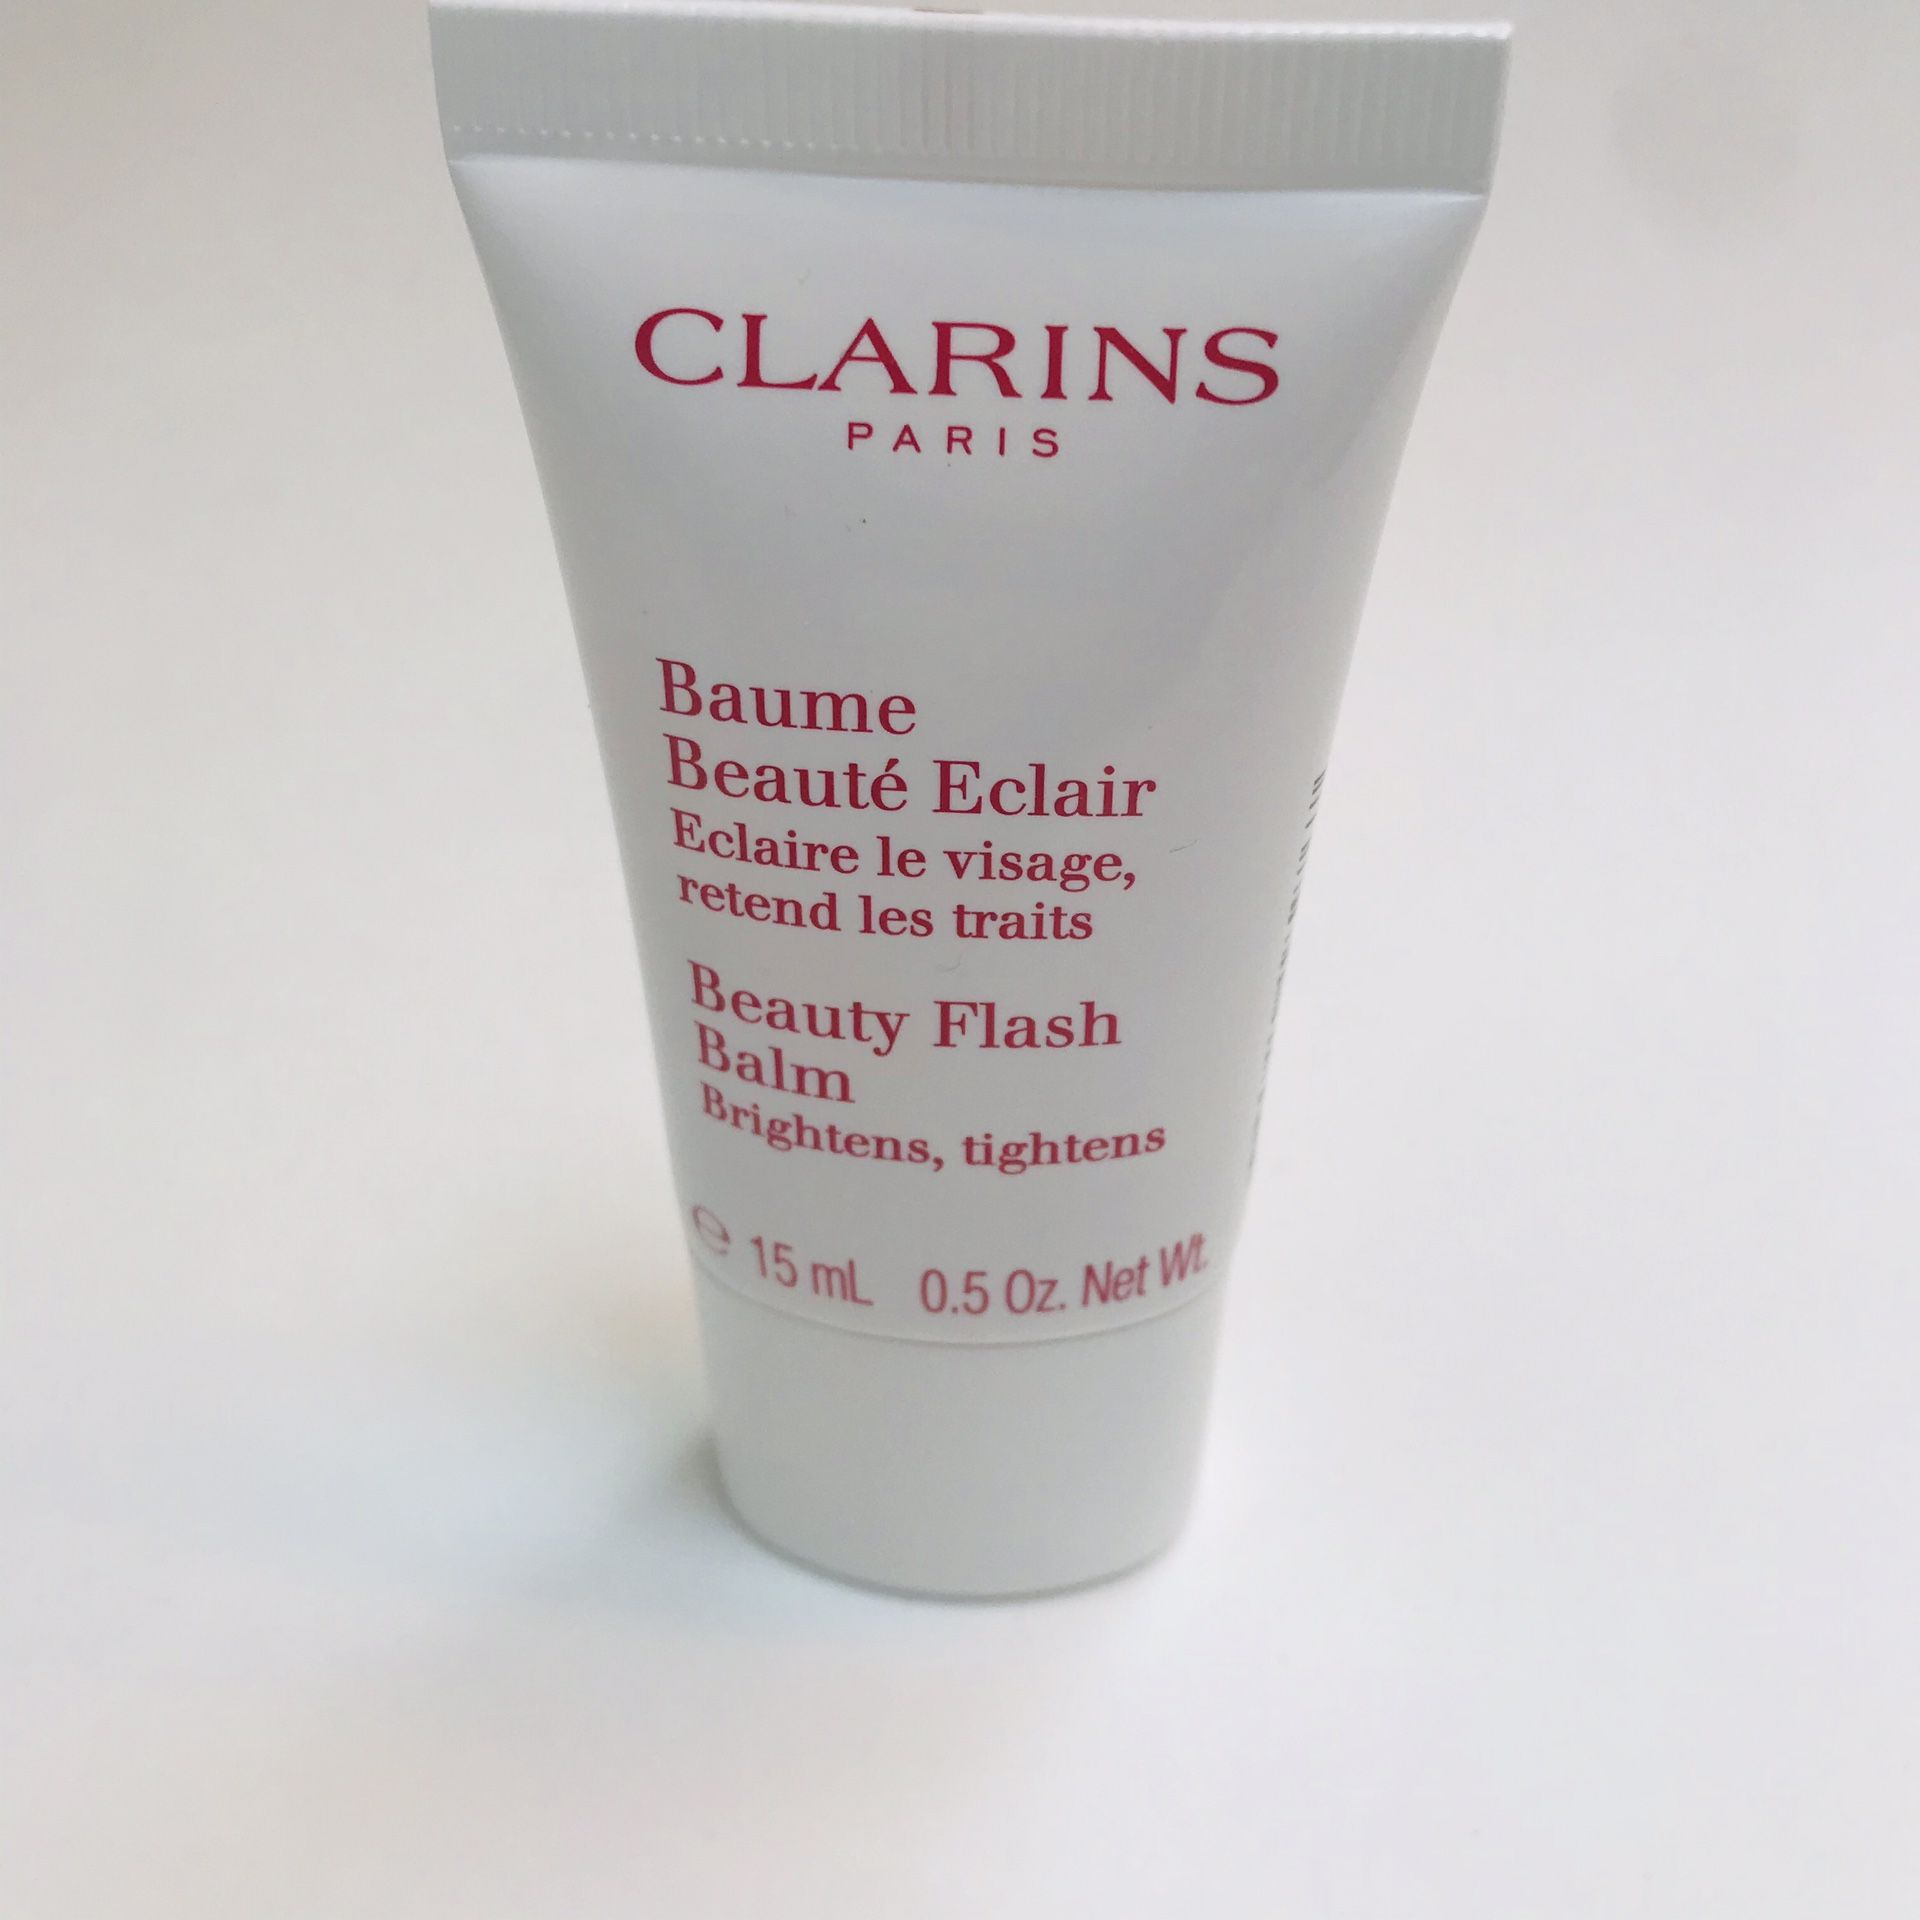 CLARINS
PARIS
Baume
Beauté Eclair
Eclaire le visage,
retend les traits
Beauty Flash
Balm
Brightens, tightens
℮ 15 mL 0.5 Oz. Net Wt.